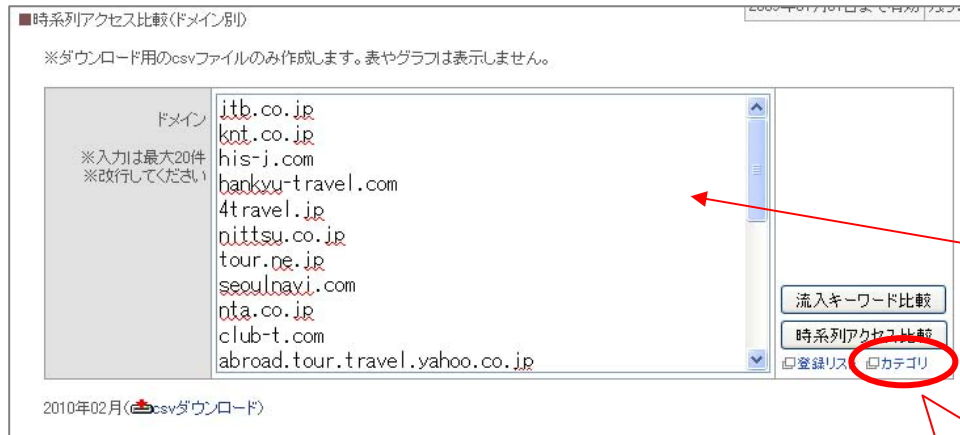 ■時系列アクセス比較(ドメイン別)
※ダウンロード用のcsvファイルのみ作成します。表やグラフは表示しません。
ドメイン
※入力は最大20件
※改行してください
jtb.co.jp
knt.co.jp
his-j.com
hankyu-travel.com
4travel.jp
nittsu.co.jp
tour.ne.jp
seoulnavi.com
nta.co.jp
club-t.com
abroad.tour.travel.yahoo.co.jp
流入キーワード比較
時系列アクセス比較
登録リスト カテゴリ
2010年02月(csvダウンロード)